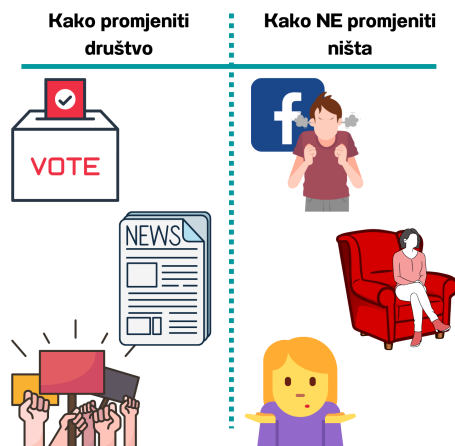 Kako promjeniti
društvo
Kako NE promjeniti
ništa
VOTE
NEWS
f